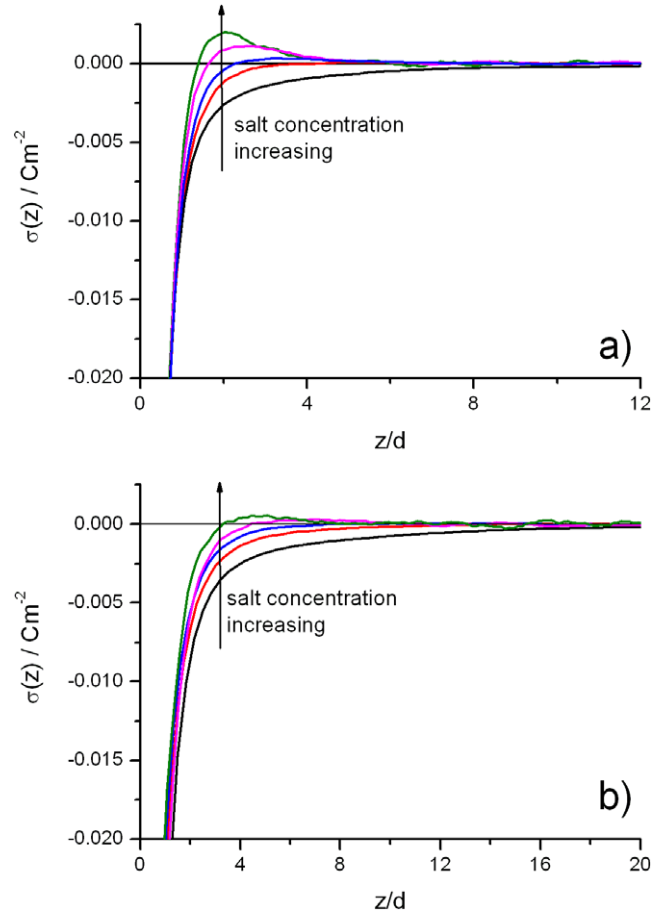 0.000
-0.005
-0.010
-0.015
-0.020
σ(z) / Cm⁻²
salt concentration
increasing
a)
0 4 8 12
z/d
0.000
-0.005
-0.010
-0.015
-0.020
σ(z) / Cm⁻²
salt concentration
increasing
b)
0 4 8 12 16 20
z/d